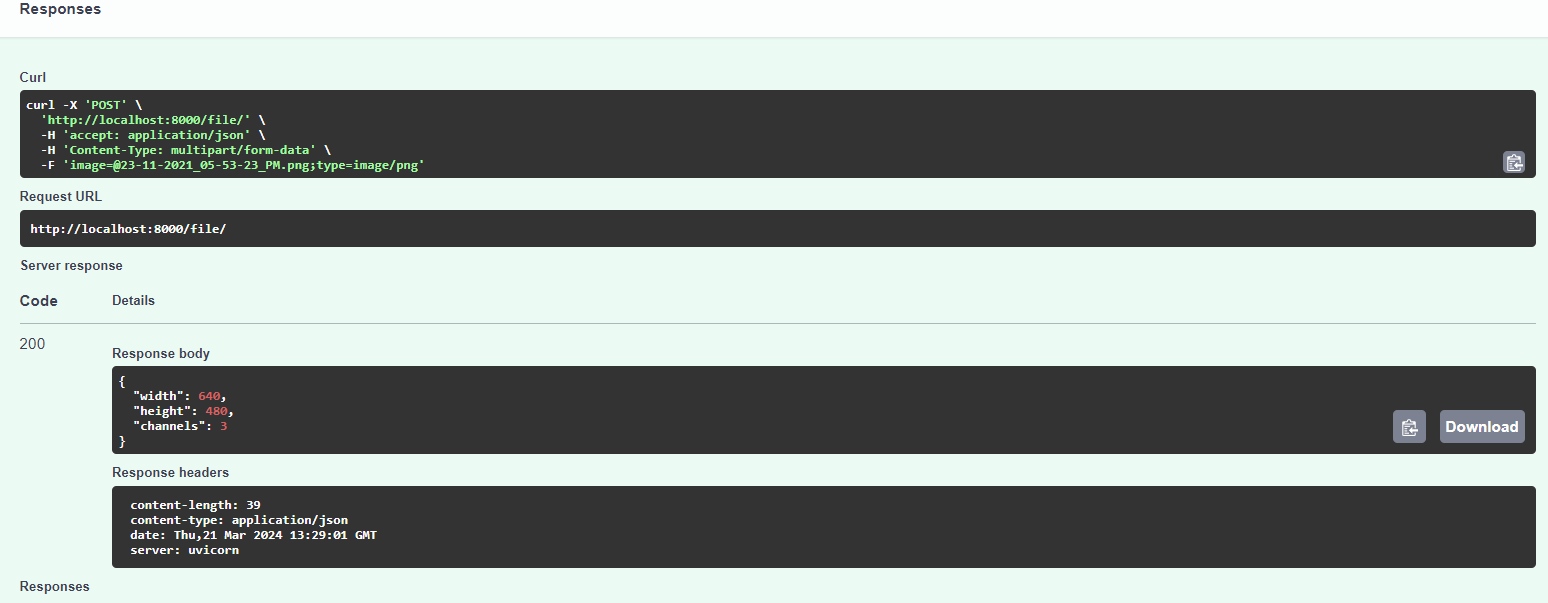 Responses
Curl
curl -X 'POST' \
  'http://localhost:8000/file/' \
  -H 'accept: application/json' \
  -H 'Content-Type: multipart/form-data' \
  -F 'image=@23-11-2021_05-53-23_PM.png;type=image/png'
Request URL
http://localhost:8000/file/
Server response
Code Details
200
Response body
{
  "width": 640,
  "height": 480,
  "channels": 3
}
Download
Response headers
content-length: 39
content-type: application/json
date: Thu,21 Mar 2024 13:29:01 GMT
server: uvicorn
Responses